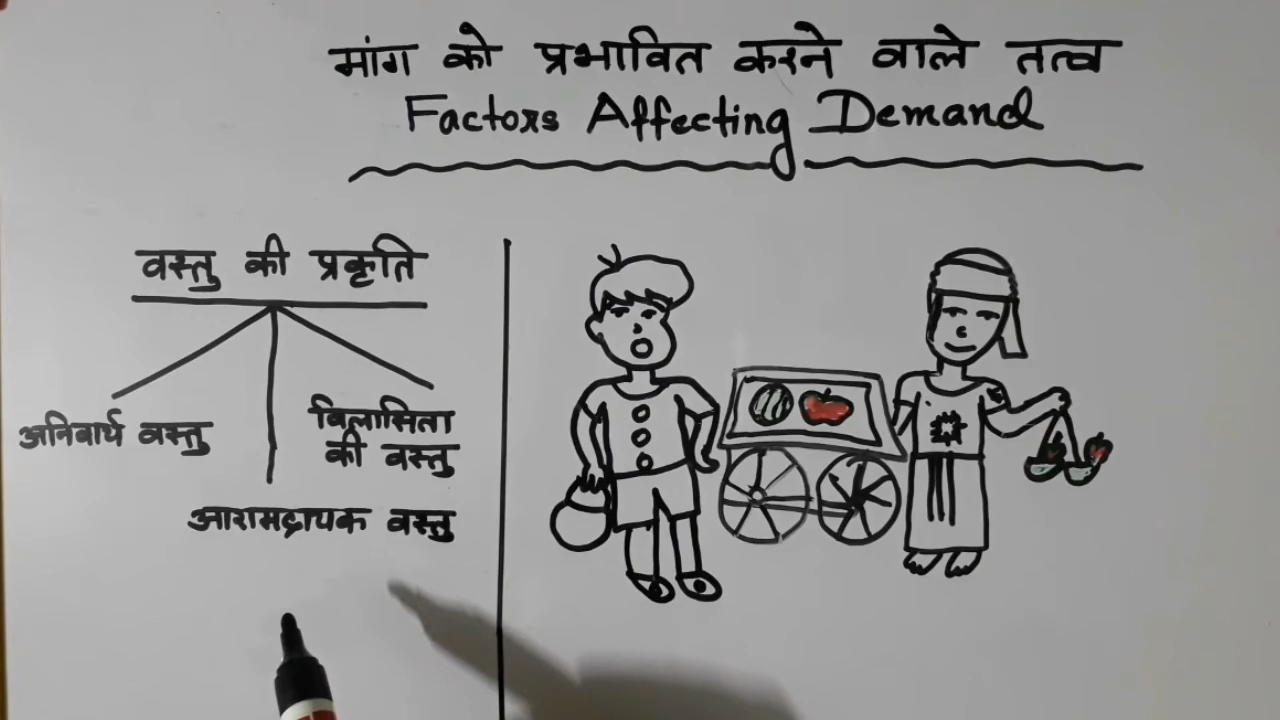 मांग को प्रभावित करने वाले तत्व
Factors Affecting Demand
वस्तु की प्रकृति
अनिवार्य वस्तु
विलासिता
की वस्तु
आरामदायक वस्तु